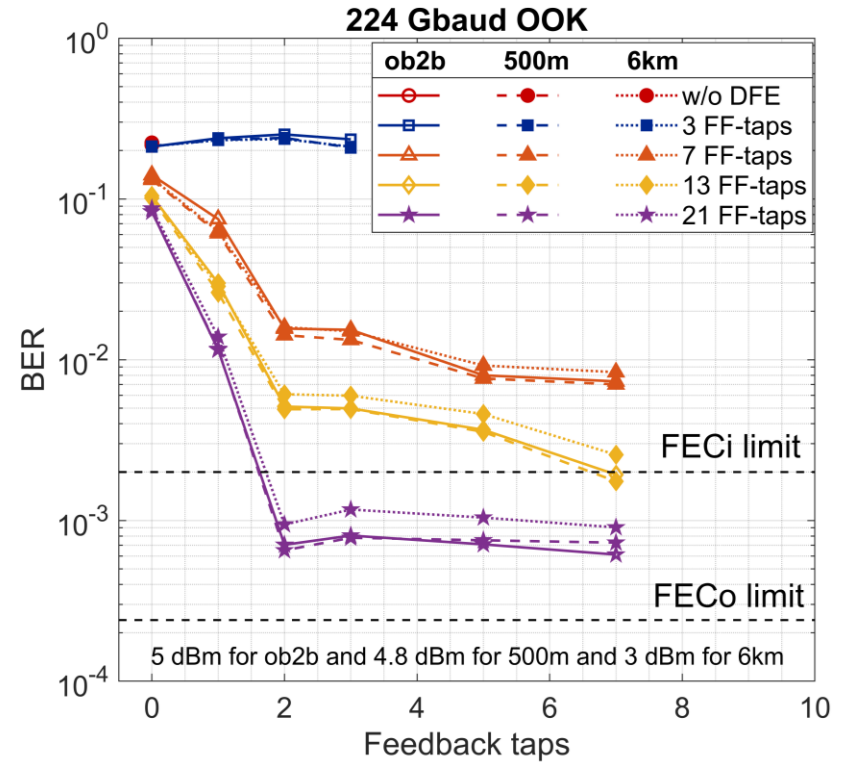 224 Gbaud OOK
ob2b 500m 6km
w/o DFE
3 FF-taps
7 FF-taps
13 FF-taps
21 FF-taps
10^0
10^-1
10^-2
10^-3
10^-4
BER
FECi limit
FECo limit
5 dBm for ob2b and 4.8 dBm for 500m and 3 dBm for 6km
0 2 4 6 8 10
Feedback taps